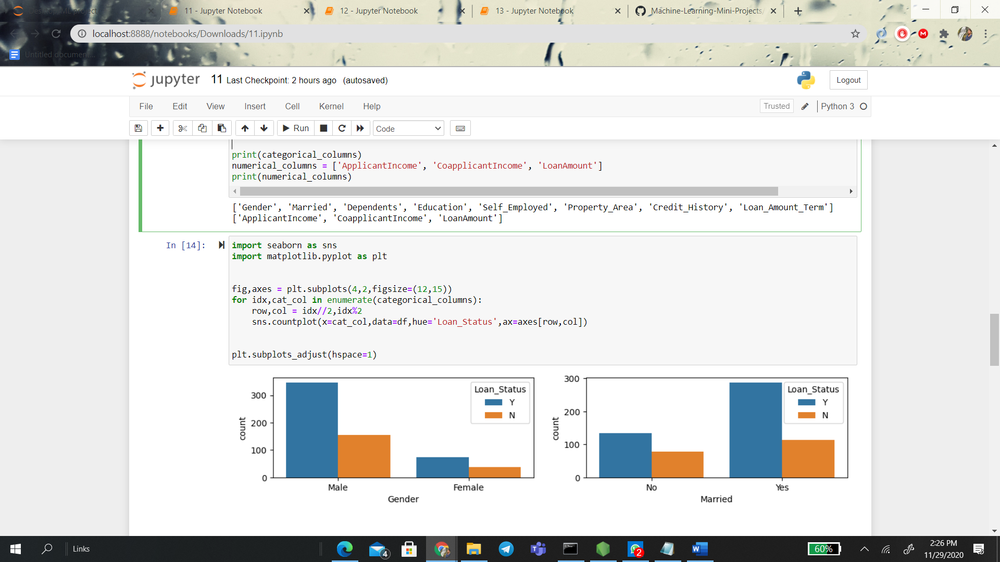 11 - Jupyter Notebook
12 - Jupyter Notebook
13 - Jupyter Notebook
Machine-Learning-Mini-Projects
localhost:8888/notebooks/Downloads/11.ipynb
Untitled documen...
jupyter 11 Last Checkpoint: 2 hours ago (autosaved)
Logout
File Edit View Insert Cell Kernel Help
Trusted
Python 3
Run
Code
print(categorical_columns)
numerical_columns = ['ApplicantIncome', 'CoapplicantIncome', 'LoanAmount']
print(numerical_columns)
['Gender', 'Married', 'Dependents', 'Education', 'Self_Employed', 'Property_Area', 'Credit_History', 'Loan_Amount_Term']
['ApplicantIncome', 'CoapplicantIncome', 'LoanAmount']
In [14]:
import seaborn as sns
import matplotlib.pyplot as plt
fig,axes = plt.subplots(4,2,figsize=(12,15))
for idx,cat_col in enumerate(categorical_columns):
    row,col = idx//2,idx%2
    sns.countplot(x=cat_col,data=df,hue='Loan_Status',ax=axes[row,col])
plt.subplots_adjust(hspace=1)
300
200
100
0
count
Loan_Status
Y
N
Male
Female
Gender
300
200
100
0
count
Loan_Status
Y
N
No
Yes
Married
Links
4
2
60%
2:26 PM
11/29/2020